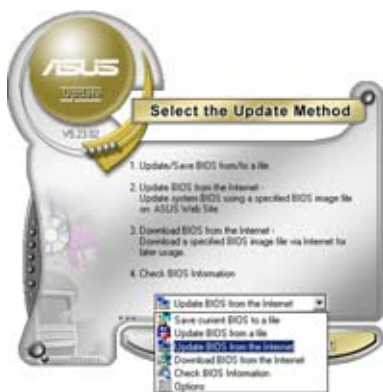 ASUS
Update
V5.23.02
Select the Update Method
1. Update/Save BIOS from/to a file.
2. Update BIOS from the Internet -
Update system BIOS using a specified BIOS image file
on ASUS Web Site.
3. Download BIOS from the Internet -
Download a specified BIOS image file via Internet for
later usage.
4. Check BIOS Information
Update BIOS from the Internet
Save current BIOS to a file
Update BIOS from a file
Update BIOS from the Internet
Download BIOS from the Internet
Check BIOS Information
Options